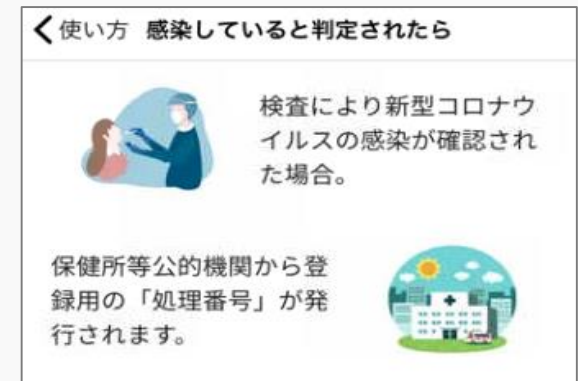 使い方 感染していると判定されたら
検査により新型コロナウ
イルスの感染が確認され
た場合。
保健所等公的機関から登
録用の「処理番号」が発
行されます。